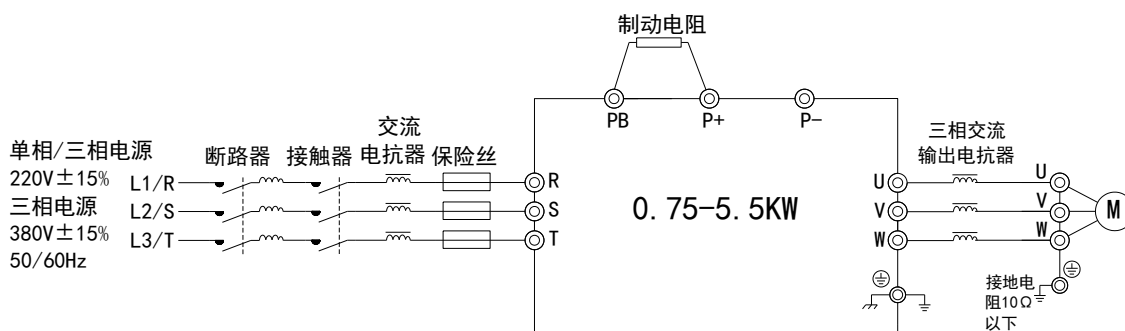 制动电阻
PB
P+
P-
单相/三相电源
220V±15%
三相电源
380V±15%
50/60Hz
断路器
接触器
交流
电抗器
保险丝
L1/R
L2/S
L3/T
R
S
T
0.75-5.5KW
U
V
W
三相交流
输出电抗器
U
V
W
M
接地电
阻10Ω
以下